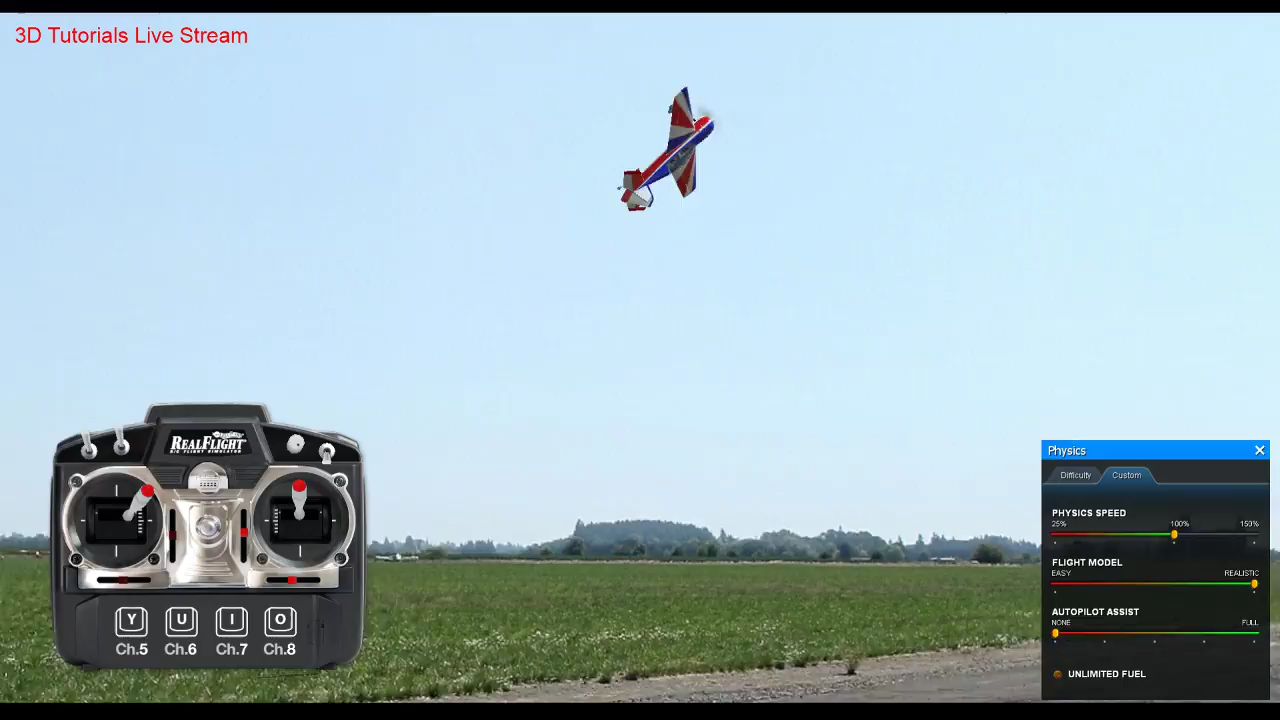 3D Tutorials Live Stream
REALFLIGHT
R/C FLIGHT SIMULATOR
Y U I O
Ch.5 Ch.6 Ch.7 Ch.8
Physics
Difficulty Custom
PHYSICS SPEED
25% 100% 150%
FLIGHT MODEL
EASY REALISTIC
AUTOPILOT ASSIST
NONE FULL
UNLIMITED FUEL